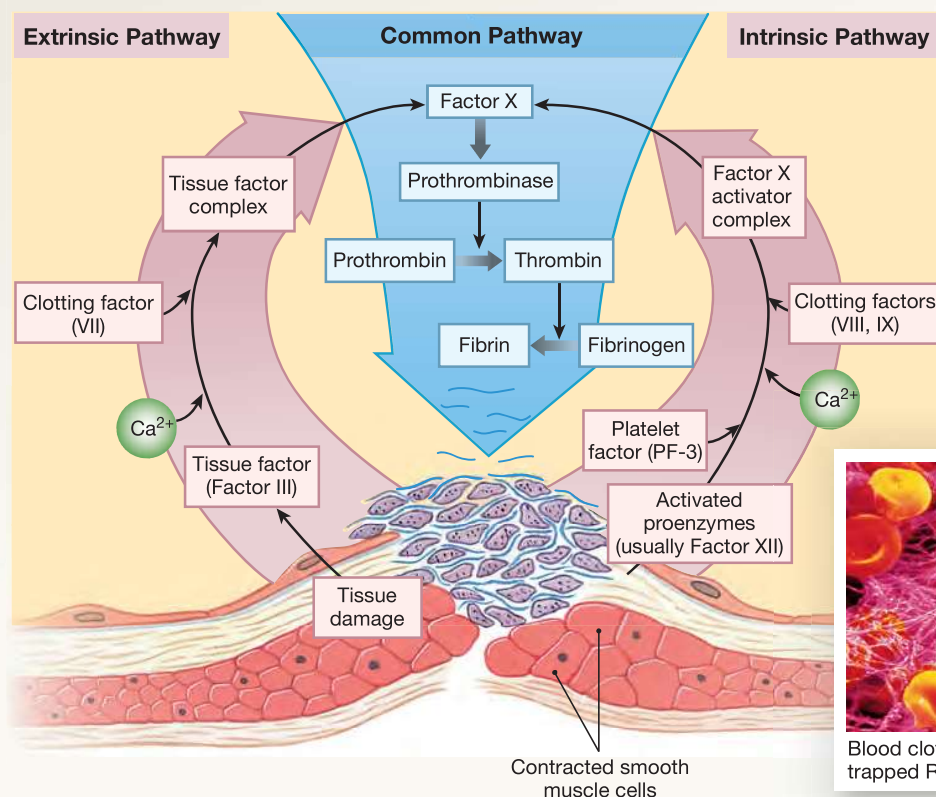 Extrinsic Pathway
Common Pathway
Intrinsic Pathway
Factor X
Tissue factor
complex
Prothrombinase
Factor X
activator
complex
Prothrombin
Thrombin
Clotting factor
(VII)
Clotting factors
(VIII, IX)
Fibrin
Fibrinogen
Ca²⁺
Ca²⁺
Platelet
factor (PF-3)
Tissue factor
(Factor III)
Activated
proenzymes
(usually Factor XII)
Tissue
damage
Contracted smooth
muscle cells
Blood
trapped